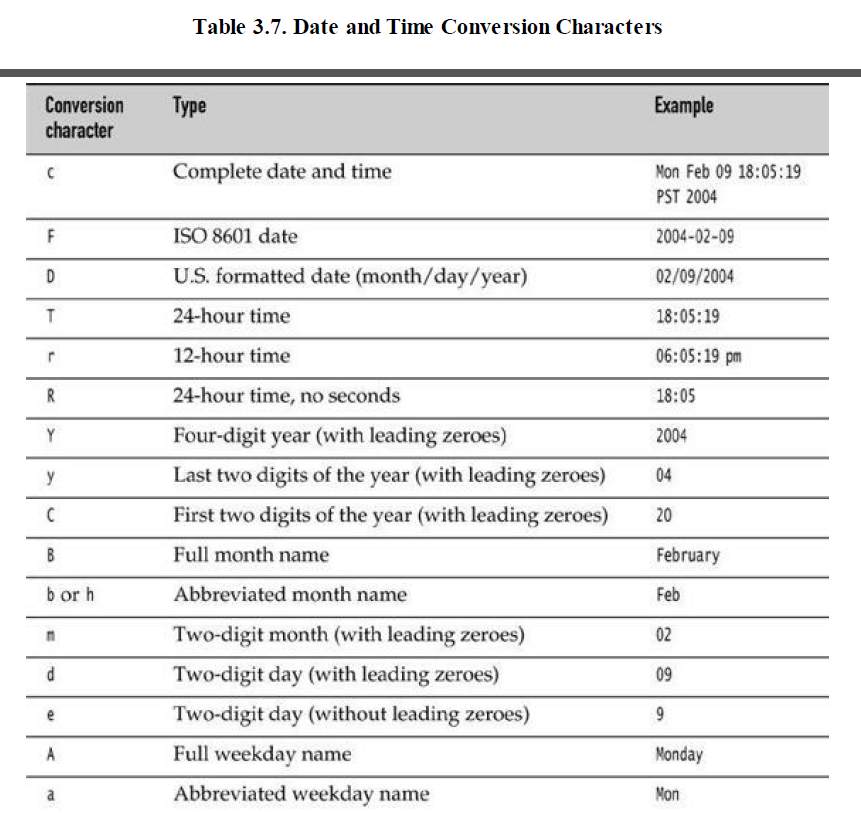 Table 3.7. Date and Time Conversion Characters
Conversion character Type Example
c Complete date and time Mon Feb 09 18:05:19 PST 2004
F ISO 8601 date 2004-02-09
D U.S. formatted date (month/day/year) 02/09/2004
T 24-hour time 18:05:19
r 12-hour time 06:05:19 pm
R 24-hour time, no seconds 18:05
Y Four-digit year (with leading zeroes) 2004
y Last two digits of the year (with leading zeroes) 04
C First two digits of the year (with leading zeroes) 20
B Full month name February
b or h Abbreviated month name Feb
m Two-digit month (with leading zeroes) 02
d Two-digit day (with leading zeroes) 09
e Two-digit day (without leading zeroes) 9
A Full weekday name Monday
a Abbreviated weekday name Mon